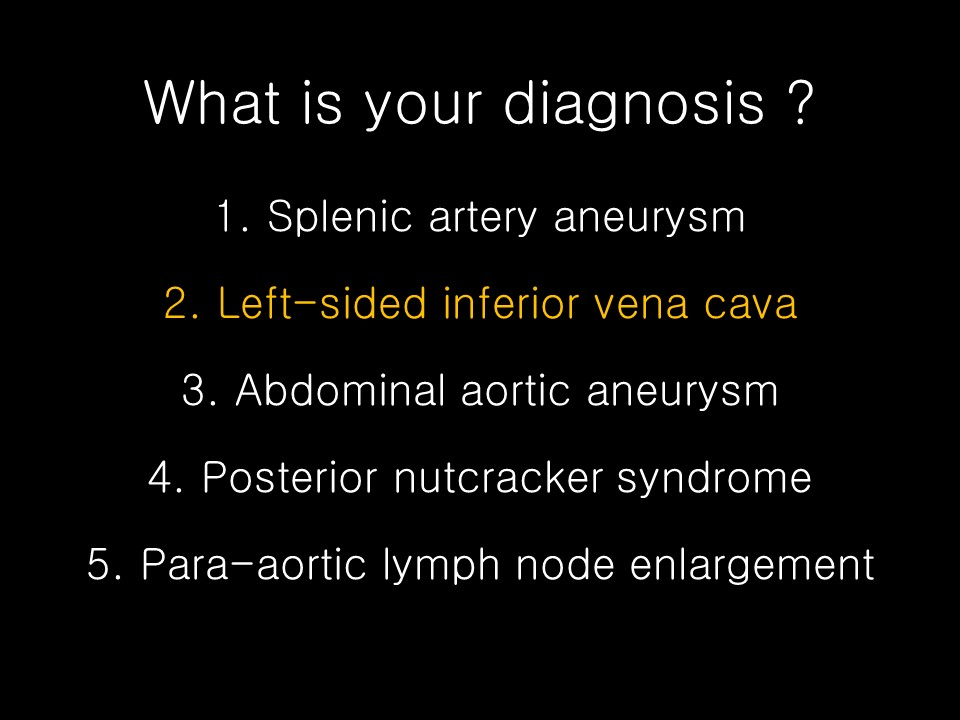 What is your diagnosis ?
1. Splenic artery aneurysm
2. Left-sided inferior vena cava
3. Abdominal aortic aneurysm
4. Posterior nutcracker syndrome
5. Para-aortic lymph node enlargement